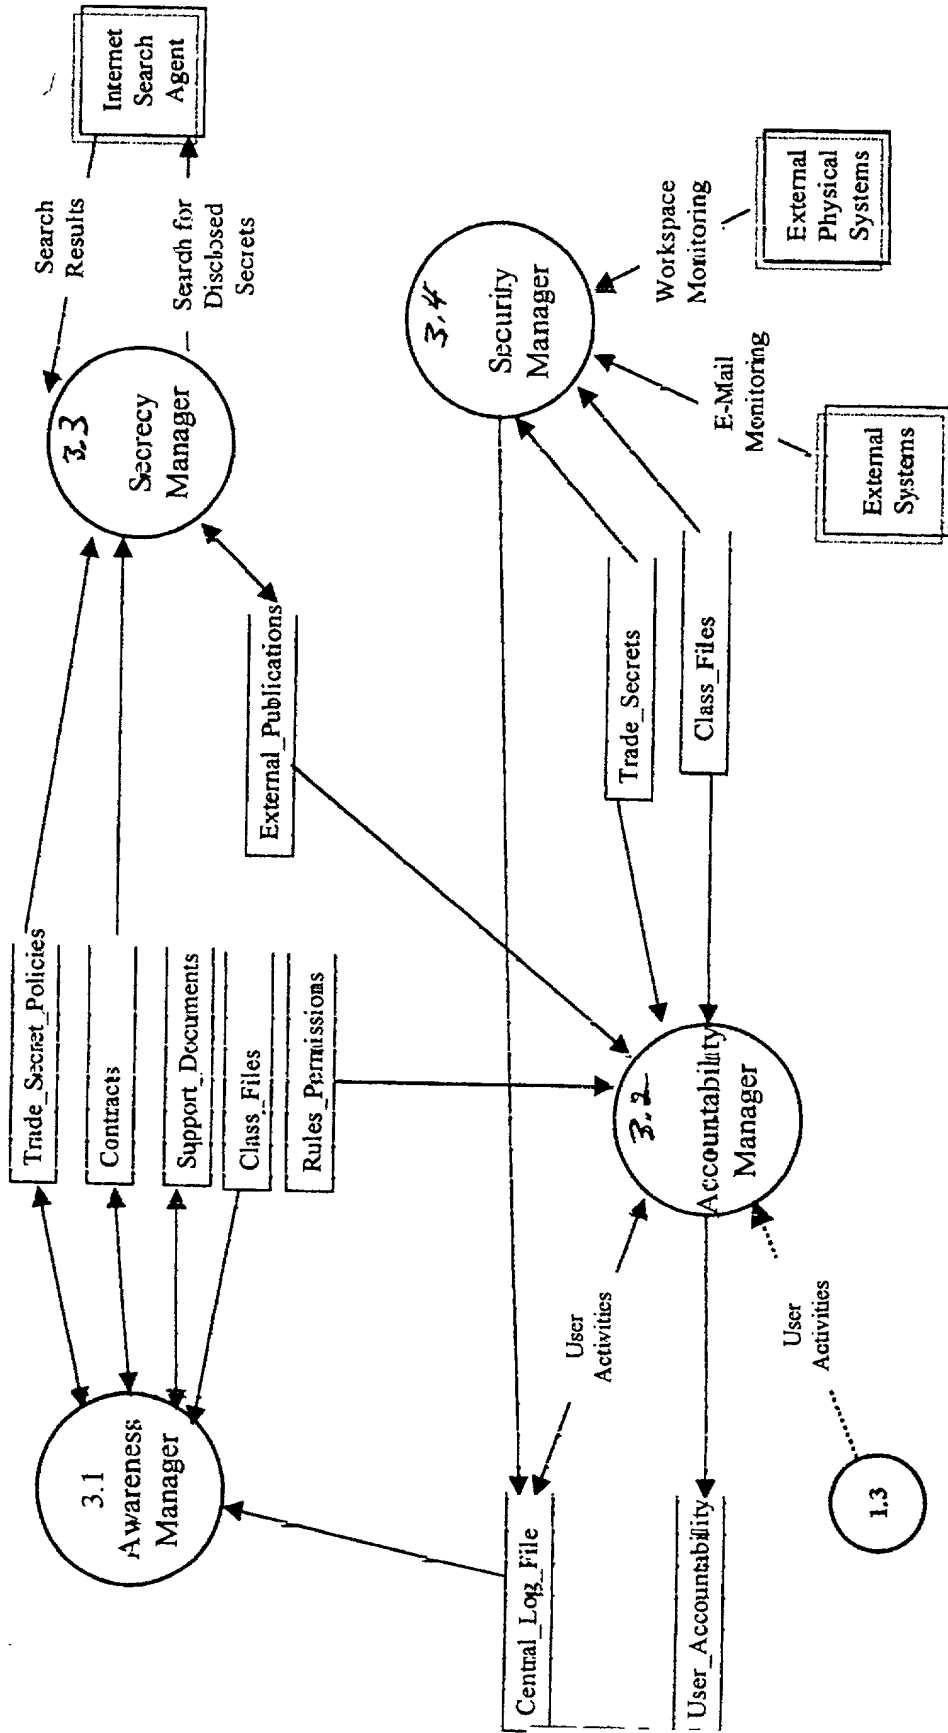 3.1
Awareness
Manager
Trade_Secret_Policies
Contracts
Support_Documents
Class_Files
Rules_Permissions
3.3
Secrecy
Manager
Search
Results
Search for
Disclosed
Secrets
Internet
Search
Agent
External_Publications
Central_Log_File
User_Accountability
User
Activities
User
Activities
1.3
3.2
Accountability
Manager
Trade_Secrets
Class_Files
3.4
Security
Manager
E-Mail
Monitoring
Workspace
Monitoring
External
Systems
External
Physical
Systems